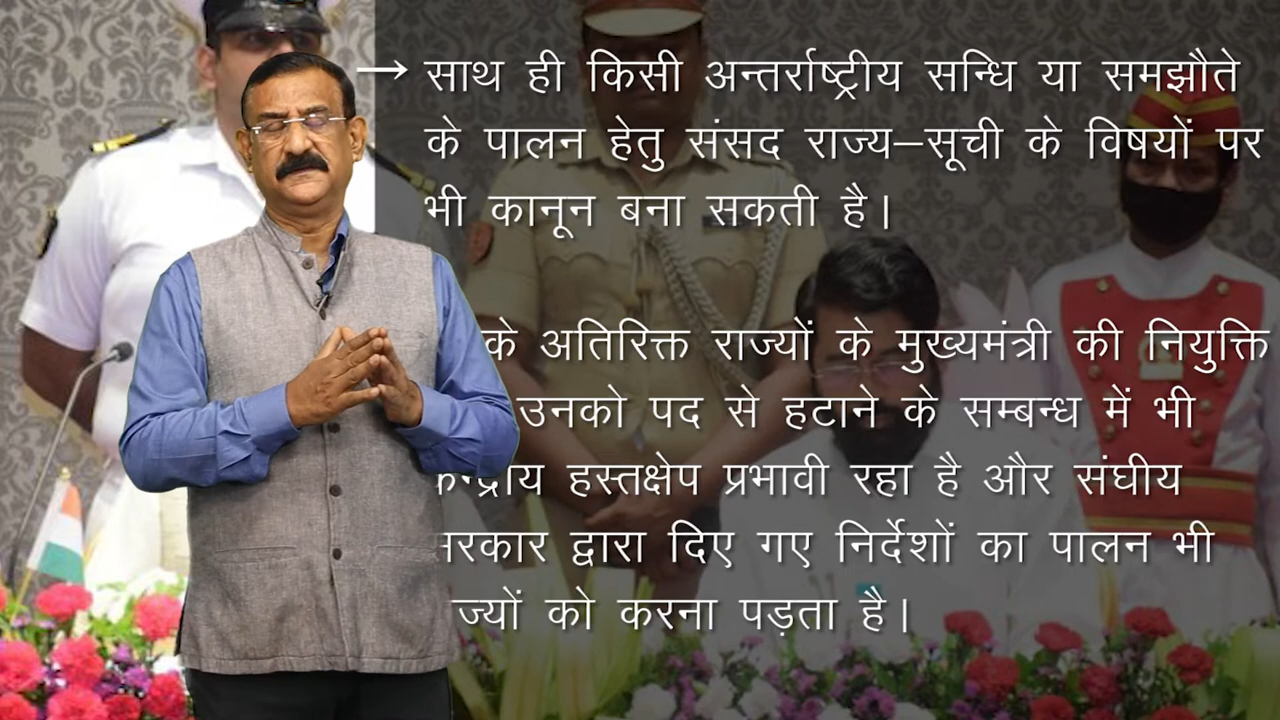 → साथ ही किसी अन्तर्राष्ट्रीय सन्धि या समझौते
के पालन हेतु संसद राज्य–सूची के विषयों पर
भी कानून बना सकती है।
के अतिरिक्त राज्यों के मुख्यमंत्री की नियुक्ति
उनको पद से हटाने के सम्बन्ध में भी
हस्तक्षेप प्रभावी रहा है और संघीय
द्वारा दिए गए निर्देशों का पालन भी
को करना पड़ता है।